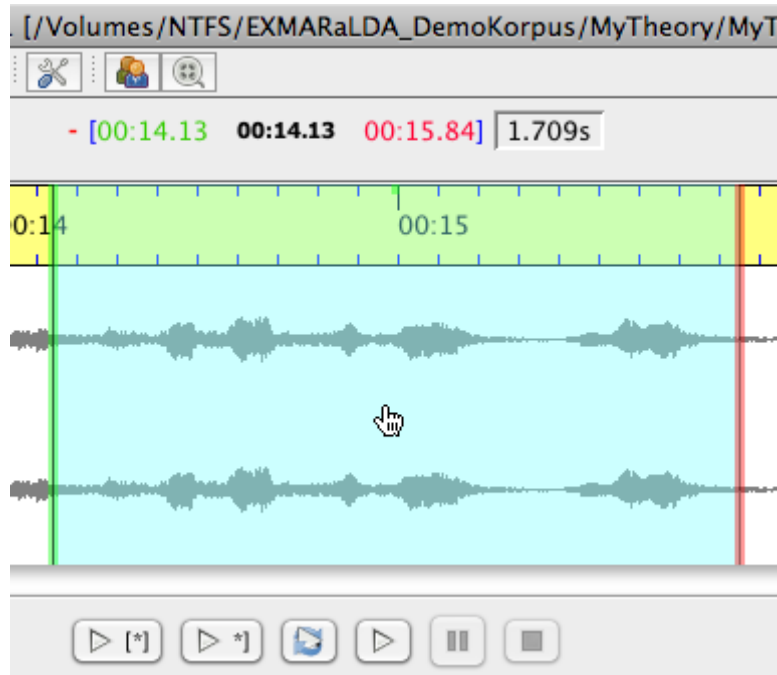 . [/Volumes/NTFS/EXMARaLDA_DemoKorpus/MyTheory/MyT
- [00:14.13 00:14.13 00:15.84] 1.709s
0:14 00:15
[*] *]